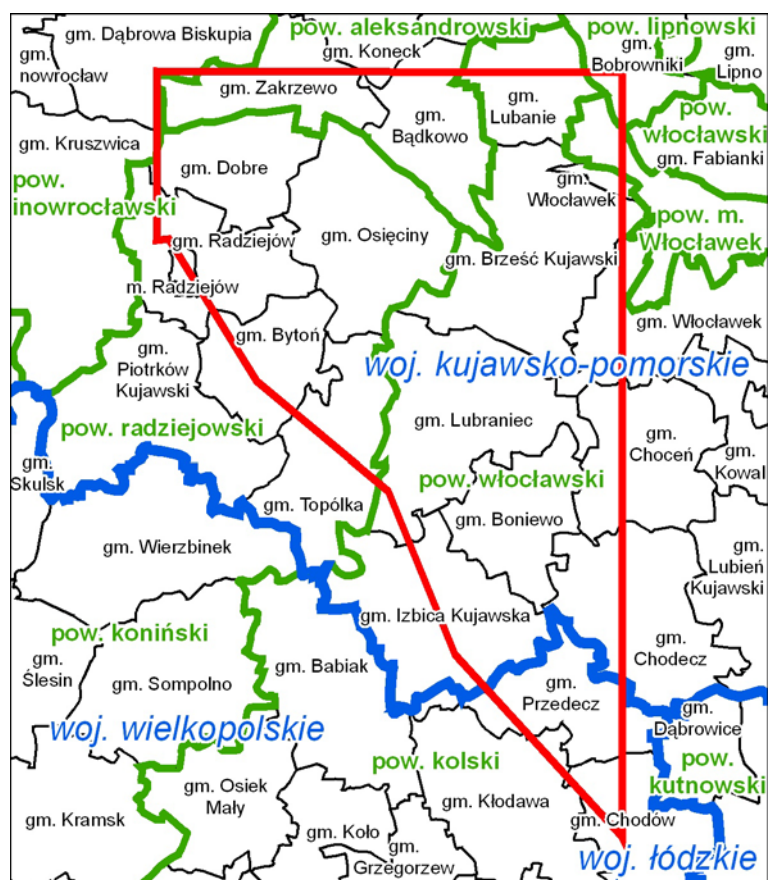 gm. Dąbrowa Biskupia
pow. aleksandrowski
pow. lipnowski
gm. Koneck
gm.
nowrocław
gm.
Bobrowniki
gm.
Lipno
gm. Zakrzewo
gm.
Bądkowo
gm.
Lubanie
pow.
włocławski
gm. Kruszwica
gm. Fabianki
gm. Dobre
pow.
inowrocławski
gm.
Włocławek
pow. m.
Włocławek
gm. Radziejów
gm. Osięciny
gm. Brześć Kujawski
m. Radziejów
gm. Włocławek
gm. Bytoń
gm.
Piotrków
Kujawski
woj. kujawsko-pomorskie
gm. Lubraniec
pow. radziejowski
gm.
Choceń
gm.
Kowal
gm.
Skulsk
pow. włocławski
gm. Topólka
gm. Boniewo
gm. Wierzbinek
gm.
Lubień
Kujawski
gm. Izbica Kujawska
pow. koniński
gm.
Ślesin
gm. Babiak
gm.
Chodecz
gm. Sompolno
gm.
Przedecz
gm.
Dąbrowice
woj. wielkopolskie
pow. kolski
pow.
kutnowski
gm. Osiek
Mały
gm. Kłodawa
gm. Kramsk
gm. Koło
gm. Chodów
gm.
Grzegorzew
woj. łódzkie